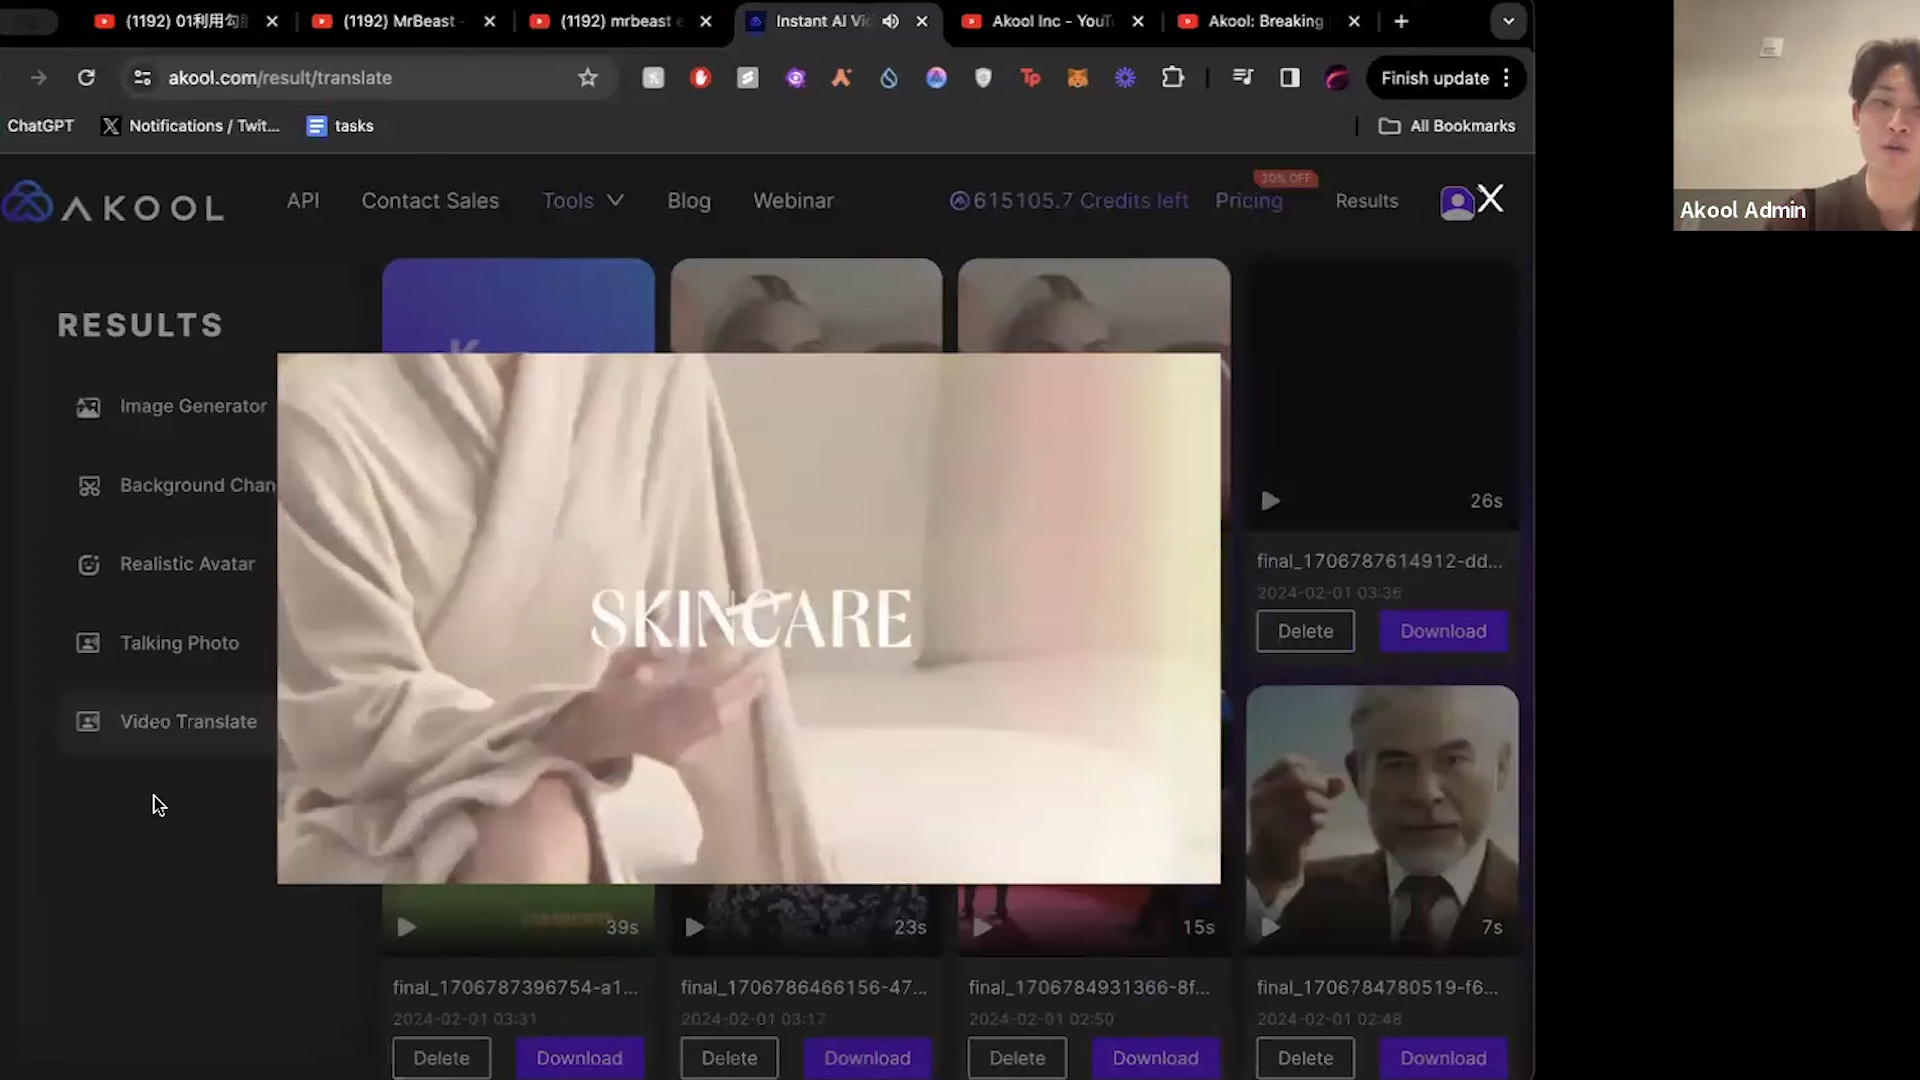 (1192) 01利用勾
(1192) MrBeast -
(1192) mrbeast e
Instant AI Vi
Akool Inc - YouT
Akool: Breaking
akool.com/result/translate
Finish update
ChatGPT
Notifications / Twit...
tasks
All Bookmarks
AKOOL
API
Contact Sales
Tools
Blog
Webinar
615105.7 Credits left
Pricing
30% OFF
Results
Akool Admin
RESULTS
Image Generator
Background Chan
Realistic Avatar
Talking Photo
Video Translate
SKINCARE
26s
final_1706787614912-dd...
2024-02-01 03:36
Delete
Download
39s
23s
15s
7s
final_1706787396754-a1...
final_1706786466156-47...
final_1706784931366-8f...
final_1706784780519-f6...
2024-02-01 03:31
2024-02-01 03:17
2024-02-01 02:50
2024-02-01 02:48
Delete
Download
Delete
Download
Delete
Download
Delete
Download